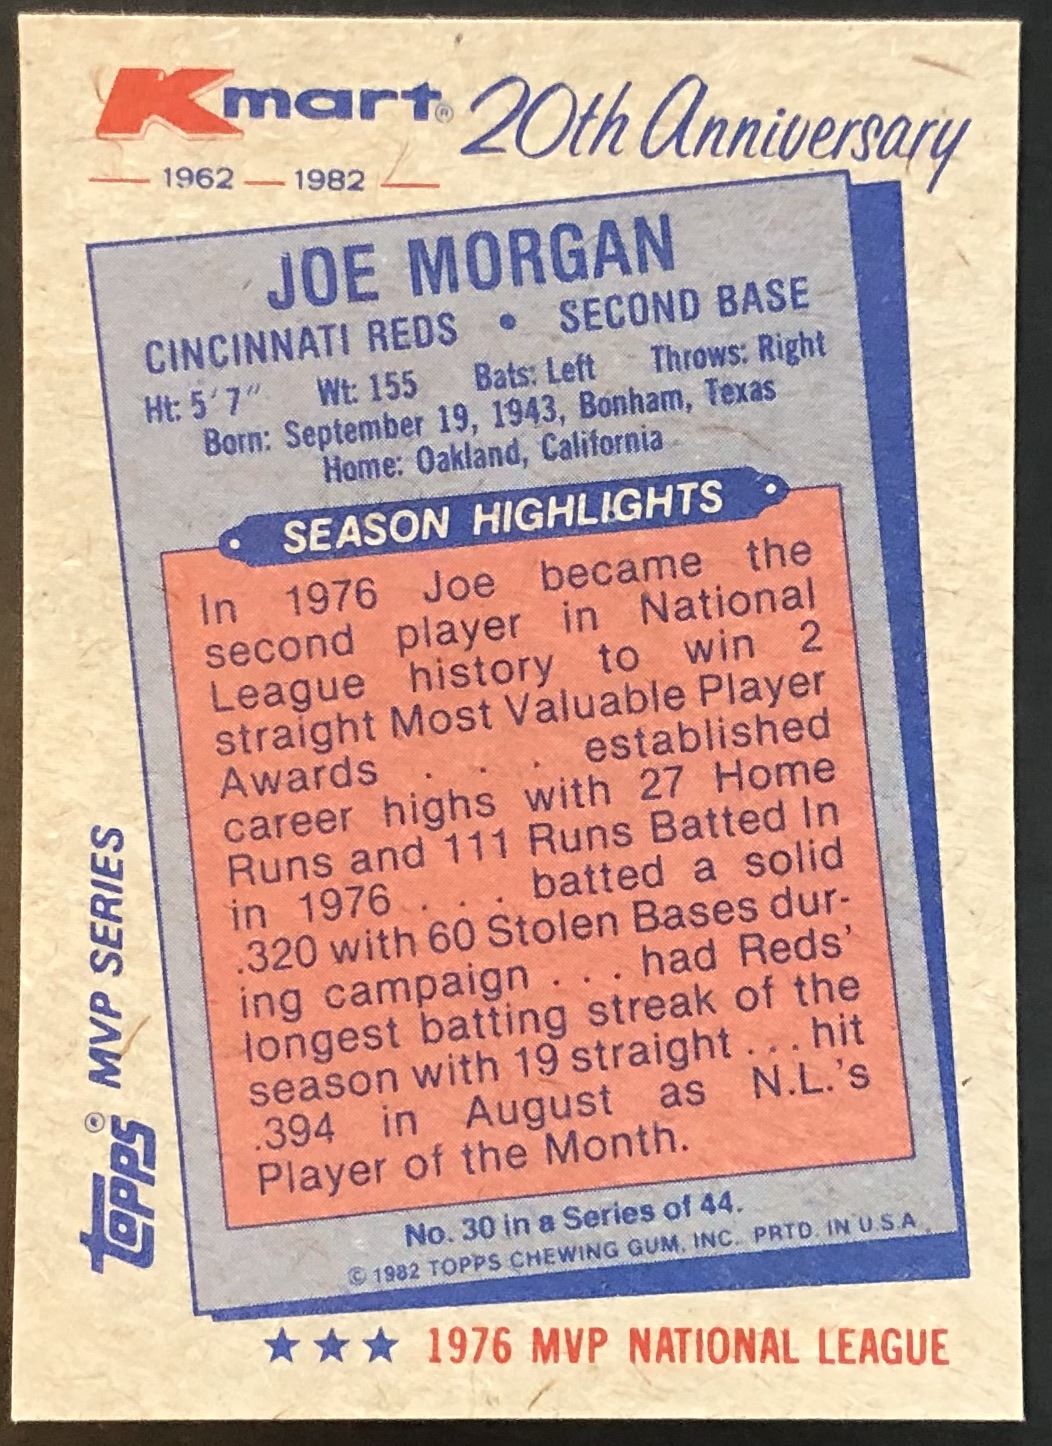 Kmart® 20th Anniversary
1962 — 1982
JOE MORGAN
CINCINNATI REDS • SECOND BASE
Ht: 5'7" Wt: 155 Bats: Left Throws: Right
Born: September 19, 1943, Bonham, Texas
Home: Oakland, California
SEASON HIGHLIGHTS
In 1976 Joe became the
second player in National
League history to win 2
straight Most Valuable Player
Awards . . . established
career highs with 27 Home
Runs and 111 Runs Batted In
in 1976 . . . batted a solid
.320 with 60 Stolen Bases dur-
ing campaign . . . had Reds'
longest batting streak of the
season with 19 straight . . . hit
.394 in August as N.L.'s
Player of the Month.
No. 30 in a Series of 44.
© 1982 TOPPS CHEWING GUM, INC. PRTD. IN U.S.A.
topps® MVP SERIES
★★★ 1976 MVP NATIONAL LEAGUE